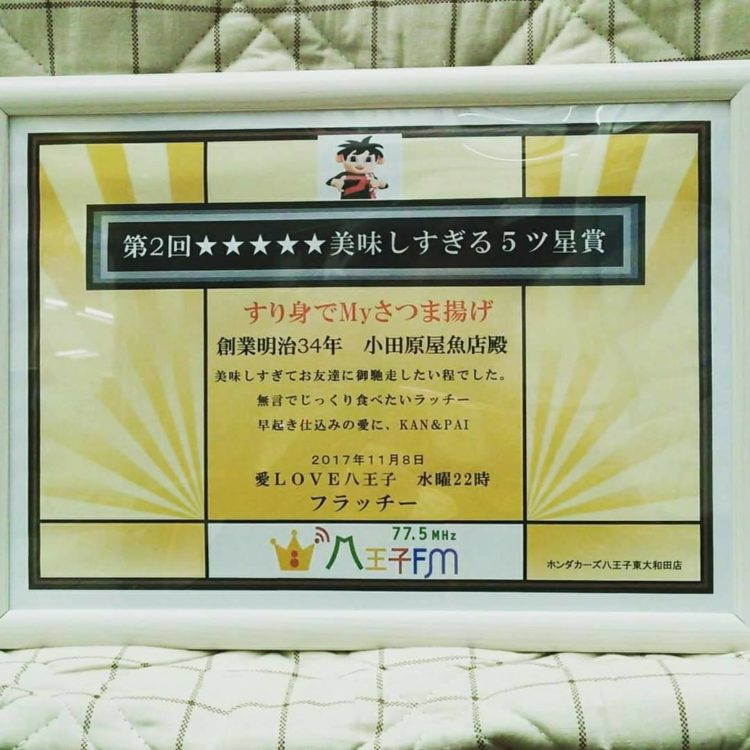 第2回★★★★★美味しすぎる5ツ星賞
すり身でMyさつま揚げ
創業明治34年　小田原屋魚店殿
美味しすぎてお友達に御馳走したい程でした。
無言でじっくり食べたいラッチー
早起き仕込みの愛に、KAN&PAI
2017年11月8日
愛LOVE八王子　水曜22時
フラッチー
77.5MHz
八王子FM
ホンダカーズ八王子東大和田店